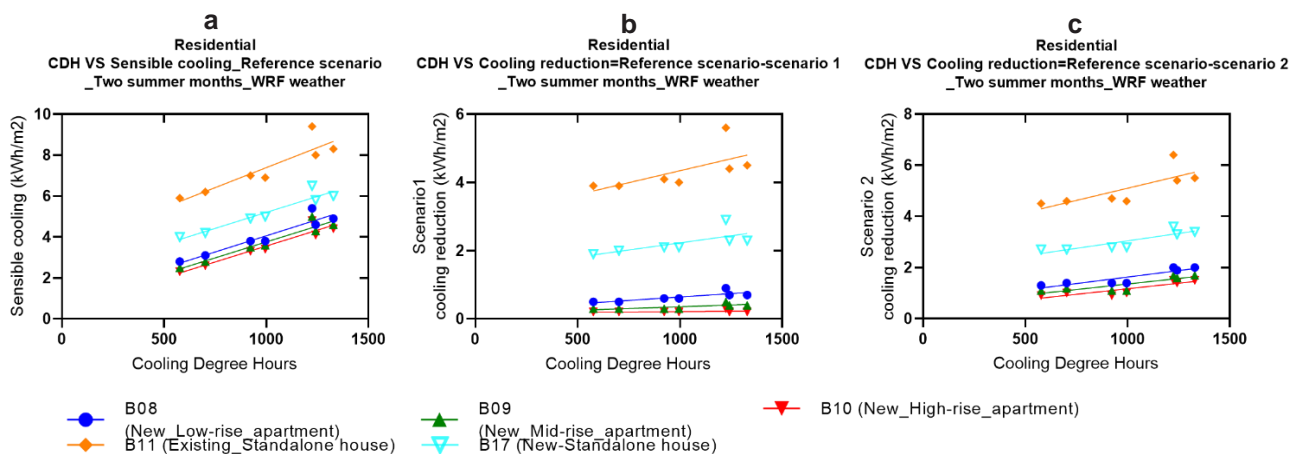 a
Residential
CDH VS Sensible cooling_Reference scenario
_Two summer months_WRF weather
Sensible cooling (kWh/m2)
10
8
6
4
2
0
0 500 1000 1500
Cooling Degree Hours
b
Residential
CDH VS Cooling reduction=Reference scenario-scenario 1
_Two summer months_WRF weather
Scenario1
cooling reduction (kWh/m2)
6
4
2
0
0 500 1000 1500
Cooling Degree Hours
c
Residential
CDH VS Cooling reduction=Reference scenario-scenario 2
_Two summer months_WRF weather
Scenario 2
cooling reduction (kWh/m2)
8
6
4
2
0
0 500 1000 1500
Cooling Degree Hours
B08
(New_Low-rise_apartment)
B11 (Existing_Standalone house)
B09
(New_Mid-rise_apartment)
B17 (New-Standalone house)
B10 (New_High-rise_apartment)